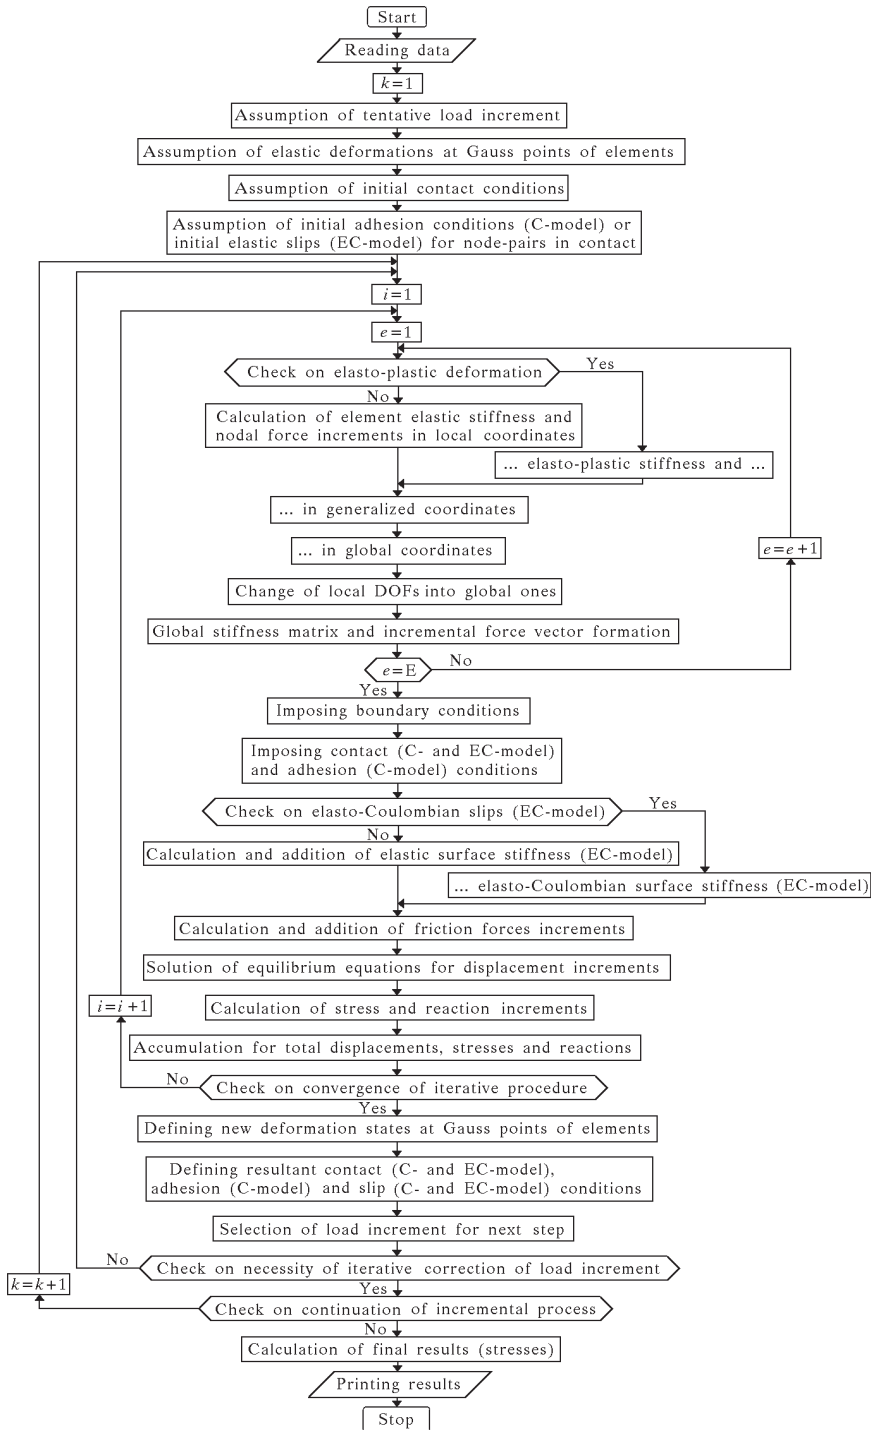 Start
Reading data
k=1
Assumption of tentative load increment
Assumption of elastic deformations at Gauss points of elements
Assumption of initial contact conditions
Assumption of initial adhesion conditions (C-model) or
initial elastic slips (EC-model) for node-pairs in contact
i=1
e=1
Check on elasto-plastic deformation
Yes
No
Calculation of element elastic stiffness and
nodal force increments in local coordinates
... elasto-plastic stiffness and ...
... in generalized coordinates
... in global coordinates
e=e+1
Change of local DOFs into global ones
Global stiffness matrix and incremental force vector formation
e=E
No
Yes
Imposing boundary conditions
Imposing contact (C- and EC-model)
and adhesion (C-model) conditions
Check on elasto-Coulombian slips (EC-model)
Yes
No
Calculation and addition of elastic surface stiffness (EC-model)
... elasto-Coulombian surface stiffness (EC-model)
Calculation and addition of friction forces increments
Solution of equilibrium equations for displacement increments
i=i+1
Calculation of stress and reaction increments
Accumulation for total displacements, stresses and reactions
No
Check on convergence of iterative procedure
Yes
Defining new deformation states at Gauss points of elements
Defining resultant contact (C- and EC-model),
adhesion (C-model) and slip (C- and EC-model) conditions
Selection of load increment for next step
No
Check on necessity of iterative correction of load increment
k=k+1
Yes
Check on continuation of incremental process
No
Calculation of final results (stresses)
Printing results
Stop